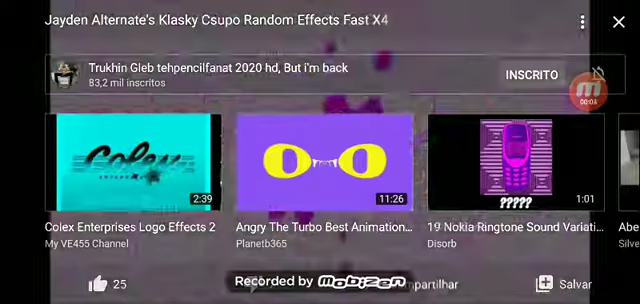 Jayden Alternate's Klasky Csupo Random Effects Fast X4
Trukhin Gleb tehpencilfanat 2020 hd, But i'm back
83,2 mil inscritos
INSCRITO
00:04
Colex
2:39
11:26
?????
1:01
Colex Enterprises Logo Effects 2
My VE455 Channel
Angry The Turbo Best Animation...
Planetb365
19 Nokia Ringtone Sound Variati...
Disorb
Abe
Silve
25
Recorded by Mobizen
mpartilhar
Salvar